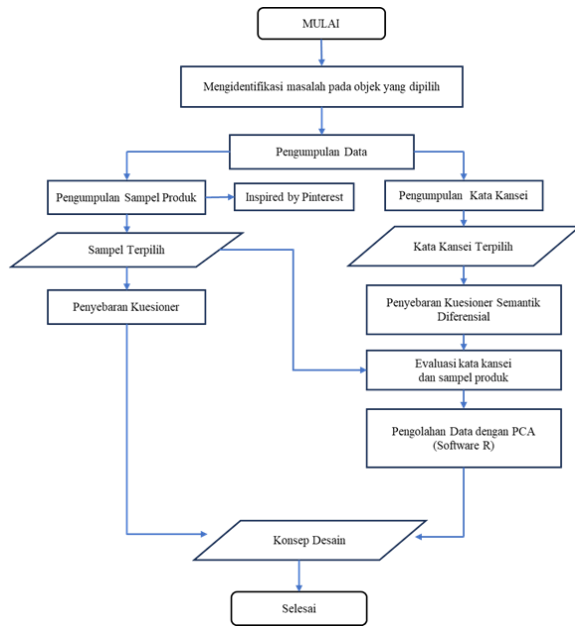 MULAI
Mengidentifikasi masalah pada objek yang dipilih
Pengumpulan Data
Pengumpulan Sampel Produk
Inspired by Pinterest
Pengumpulan Kata Kansei
Sampel Terpilih
Kata Kansei Terpilih
Penyebaran Kuesioner
Penyebaran Kuesioner Semantik
Diferensial
Evaluasi kata kansei
dan sampel produk
Pengolahan Data dengan PCA
(Software R)
Konsep Desain
Selesai